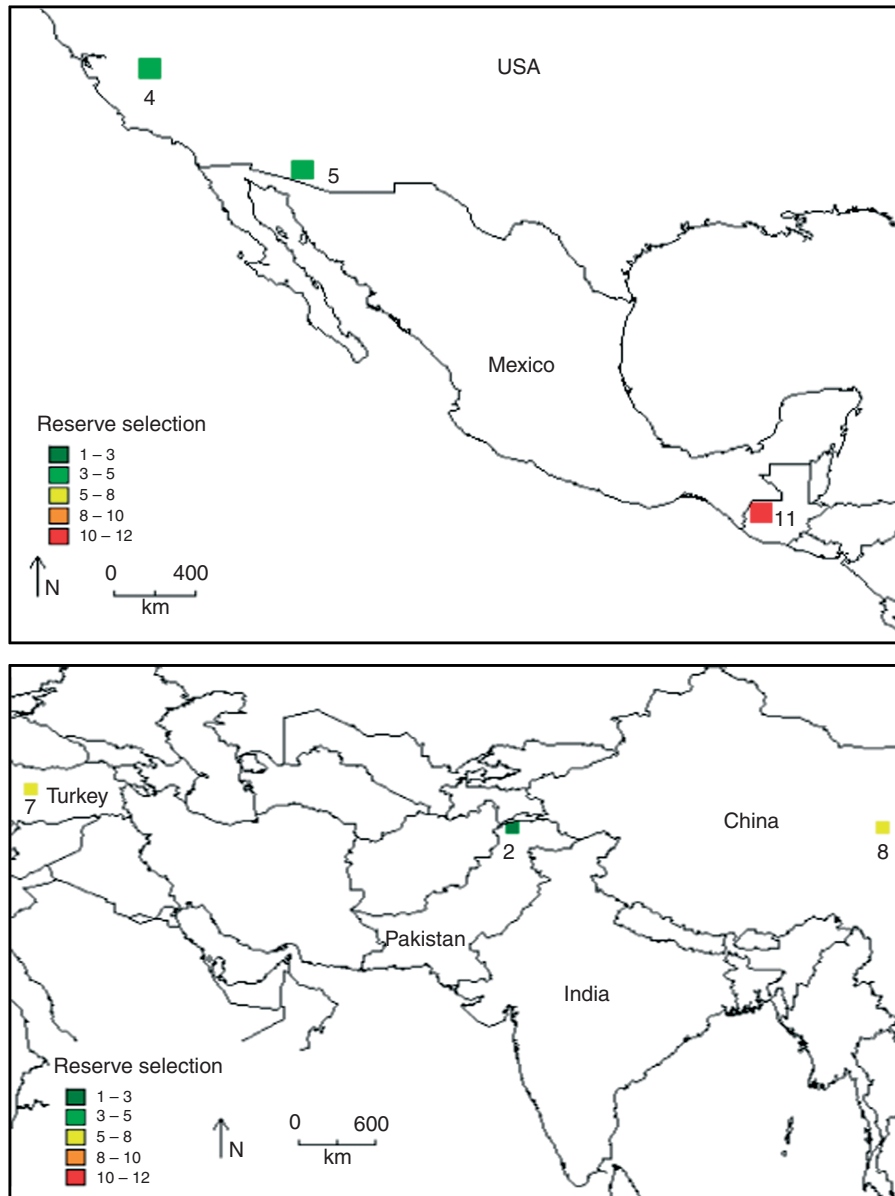 USA
4
5
Mexico
Reserve selection
1 – 3
3 – 5
5 – 8
8 – 10
10 – 12
11
N
0 400
km
7 Turkey
China
2
8
Pakistan
India
Reserve selection
1 – 3
3 – 5
5 – 8
8 – 10
10 – 12
N
0 600
km